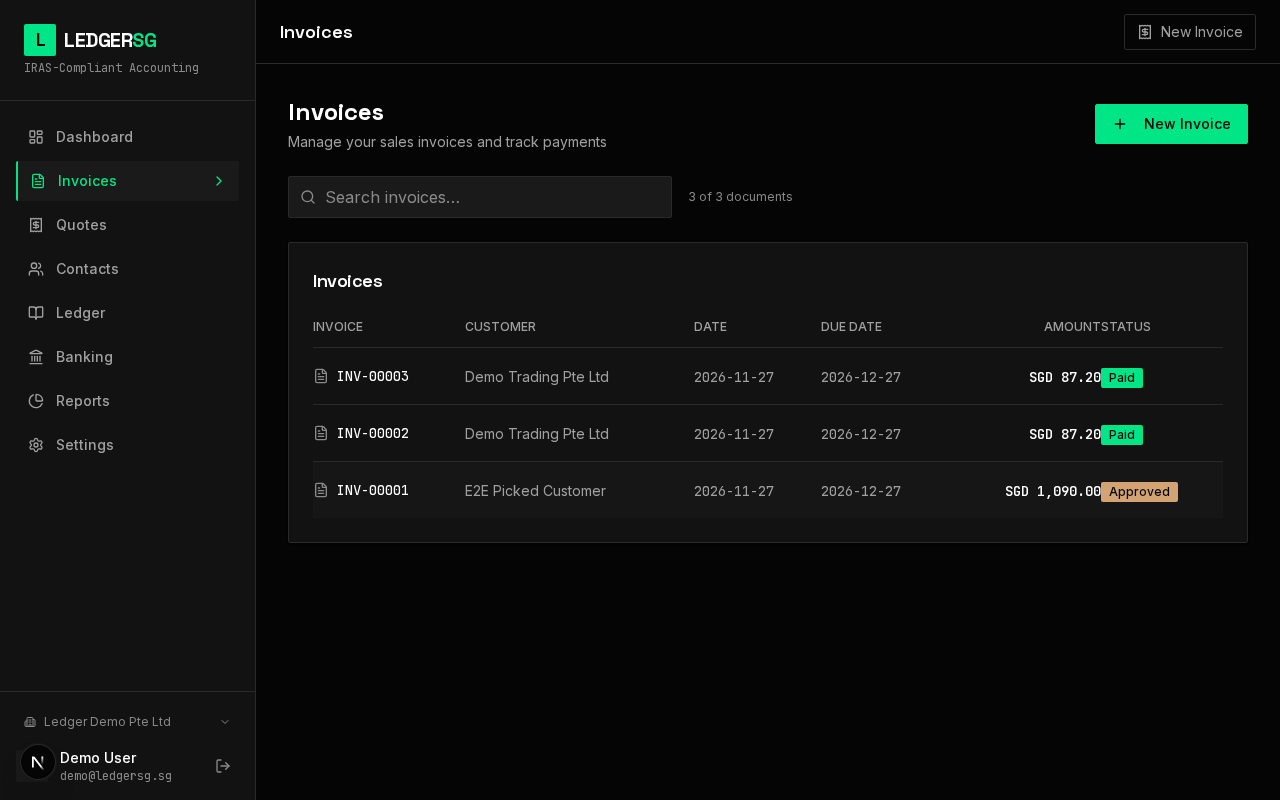 L LEDGERSG
IRAS-Compliant Accounting
Dashboard
Invoices
Quotes
Contacts
Ledger
Banking
Reports
Settings
Ledger Demo Pte Ltd
N
Demo User
demo@ledgersg.sg
Invoices
New Invoice
Invoices
Manage your sales invoices and track payments
New Invoice
Search invoices...
3 of 3 documents
Invoices
INVOICE CUSTOMER DATE DUE DATE AMOUNT STATUS
INV-00003 Demo Trading Pte Ltd 2026-11-27 2026-12-27 SGD 87.20 Paid
INV-00002 Demo Trading Pte Ltd 2026-11-27 2026-12-27 SGD 87.20 Paid
INV-00001 E2E Picked Customer 2026-11-27 2026-12-27 SGD 1,090.00 Approved